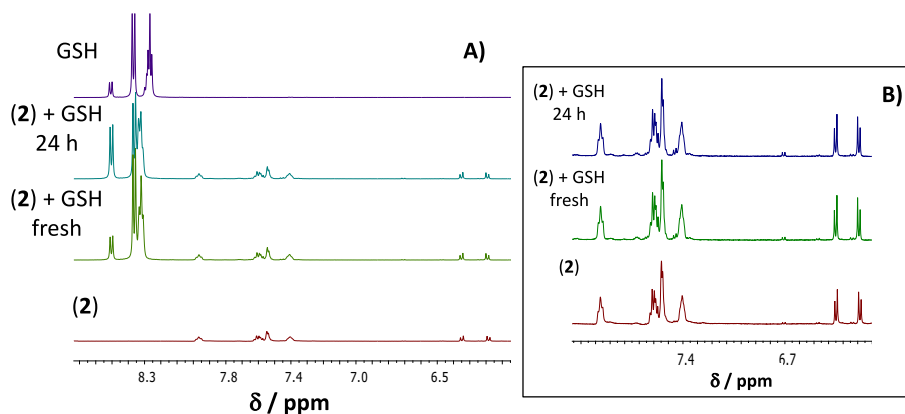 A)
GSH
(2) + GSH
24 h
(2) + GSH
fresh
(2)
8.3 7.8 7.4 7.0 6.5
δ / ppm
B)
(2) + GSH
24 h
(2) + GSH
fresh
(2)
7.4 6.7
δ / ppm